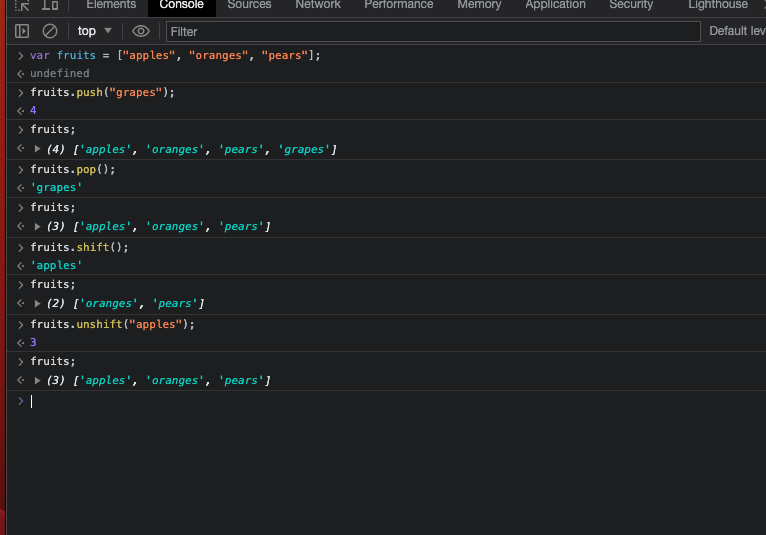 Elements Console Sources Network Performance Memory Application Security Lighthouse
top Filter Default lev
> var fruits = ["apples", "oranges", "pears"];
undefined
> fruits.push("grapes");
4
> fruits;
(4) ['apples', 'oranges', 'pears', 'grapes']
> fruits.pop();
'grapes'
> fruits;
(3) ['apples', 'oranges', 'pears']
> fruits.shift();
'apples'
> fruits;
(2) ['oranges', 'pears']
> fruits.unshift("apples");
3
> fruits;
(3) ['apples', 'oranges', 'pears']
>